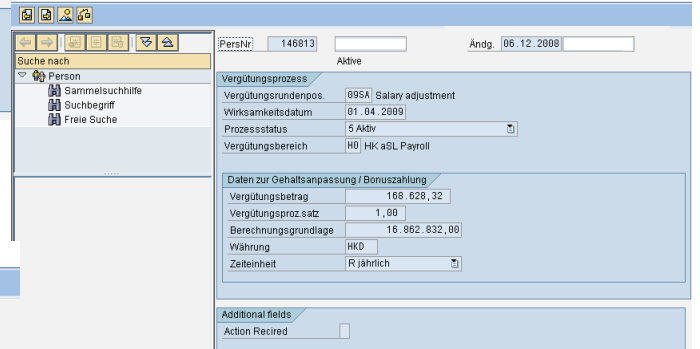 PersNr 146813 Ändg. 06.12.2008
Aktive
Suche nach
Person
Sammelsuchhilfe
Suchbegriff
Freie Suche
Vergütungsprozess
Vergütungsrundenpos. 09SA Salary adjustment
Wirksamkeitsdatum 01.04.2009
Prozessstatus 5 Aktiv
Vergütungsbereich H0 HK aSL Payroll
Daten zur Gehaltsanpassung / Bonuszahlung
Vergütungsbetrag 168.628,32
Vergütungsproz.satz 1,00
Berechnungsgrundlage 16.862.832,00
Währung HKD
Zeiteinheit R jährlich
Additional fields
Action Recired